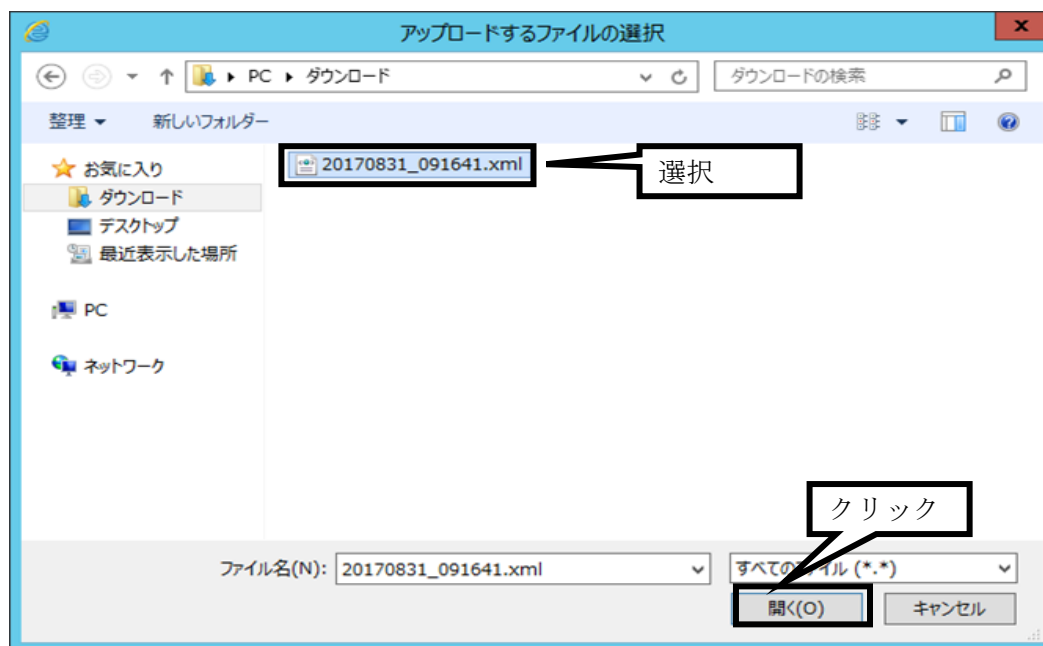 アップロードするファイルの選択
x
PC ダウンロード
ダウンロードの検索
整理
新しいフォルダー
お気に入り
ダウンロード
デスクトップ
最近表示した場所
PC
ネットワーク
20170831_091641.xml
選択
クリック
ファイル名(N):
20170831_091641.xml
すべてのファイル (*.*)
開く(O)
キャンセル